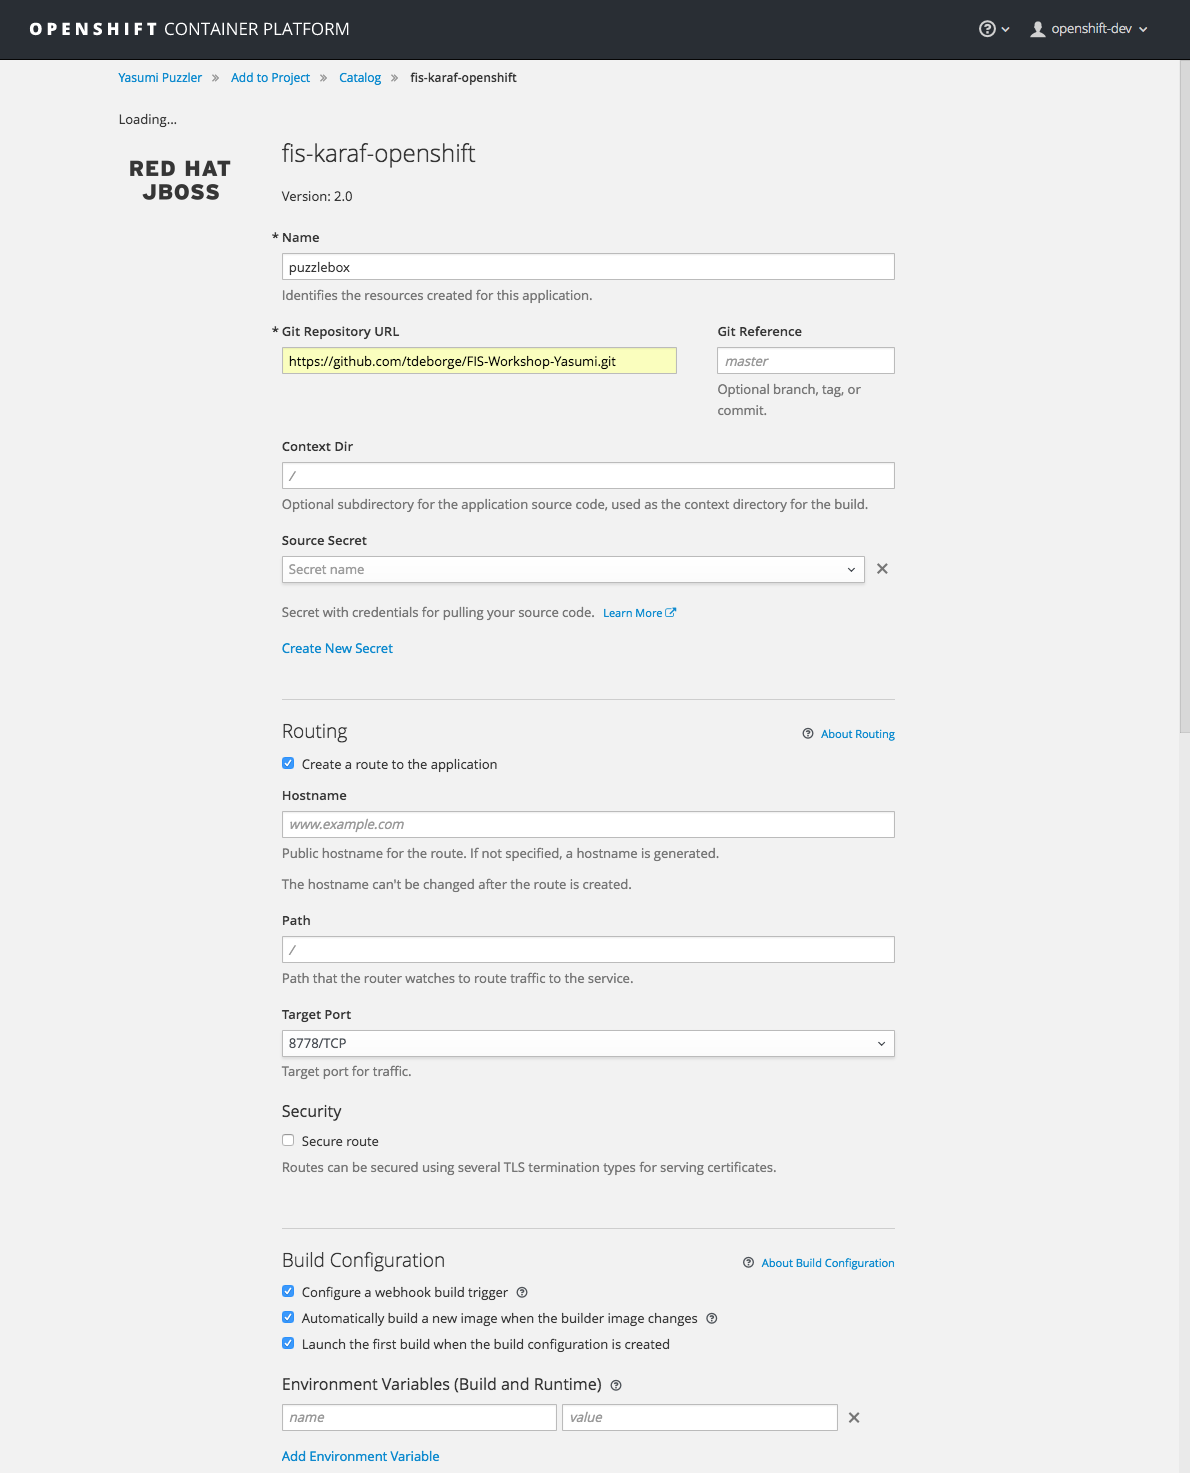 OPENSHIFT CONTAINER PLATFORM
openshift-dev
Yasumi Puzzler » Add to Project » Catalog » fis-karaf-openshift
Loading...
RED HAT
JBOSS
fis-karaf-openshift
Version: 2.0
* Name
puzzlebox
Identifies the resources created for this application.
* Git Repository URL
Git Reference
https://github.com/tdeborge/FIS-Workshop-Yasumi.git
master
Optional branch, tag, or
commit.
Context Dir
/
Optional subdirectory for the application source code, used as the context directory for the build.
Source Secret
Secret name
Secret with credentials for pulling your source code. Learn More
Create New Secret
Routing
About Routing
Create a route to the application
Hostname
www.example.com
Public hostname for the route. If not specified, a hostname is generated.
The hostname can't be changed after the route is created.
Path
/
Path that the router watches to route traffic to the service.
Target Port
8778/TCP
Target port for traffic.
Security
Secure route
Routes can be secured using several TLS termination types for serving certificates.
Build Configuration
About Build Configuration
Configure a webhook build trigger
Automatically build a new image when the builder image changes
Launch the first build when the build configuration is created
Environment Variables (Build and Runtime)
name
value
Add Environment Variable